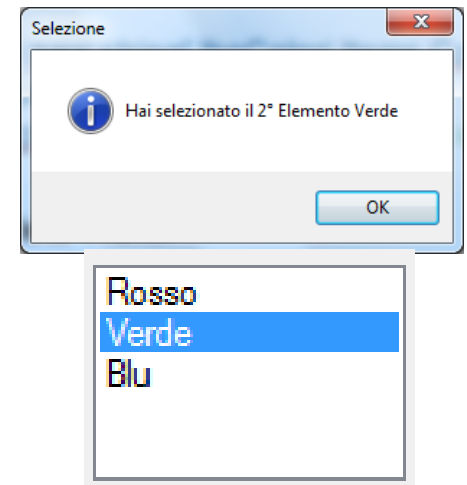 Selezione
Hai selezionato il 2° Elemento Verde
OK
Rosso
Verde
Blu